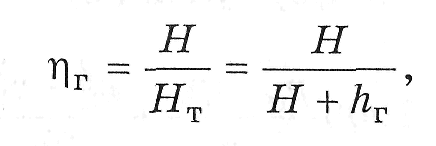 η_г = H / H_т = H / (H + h_г),